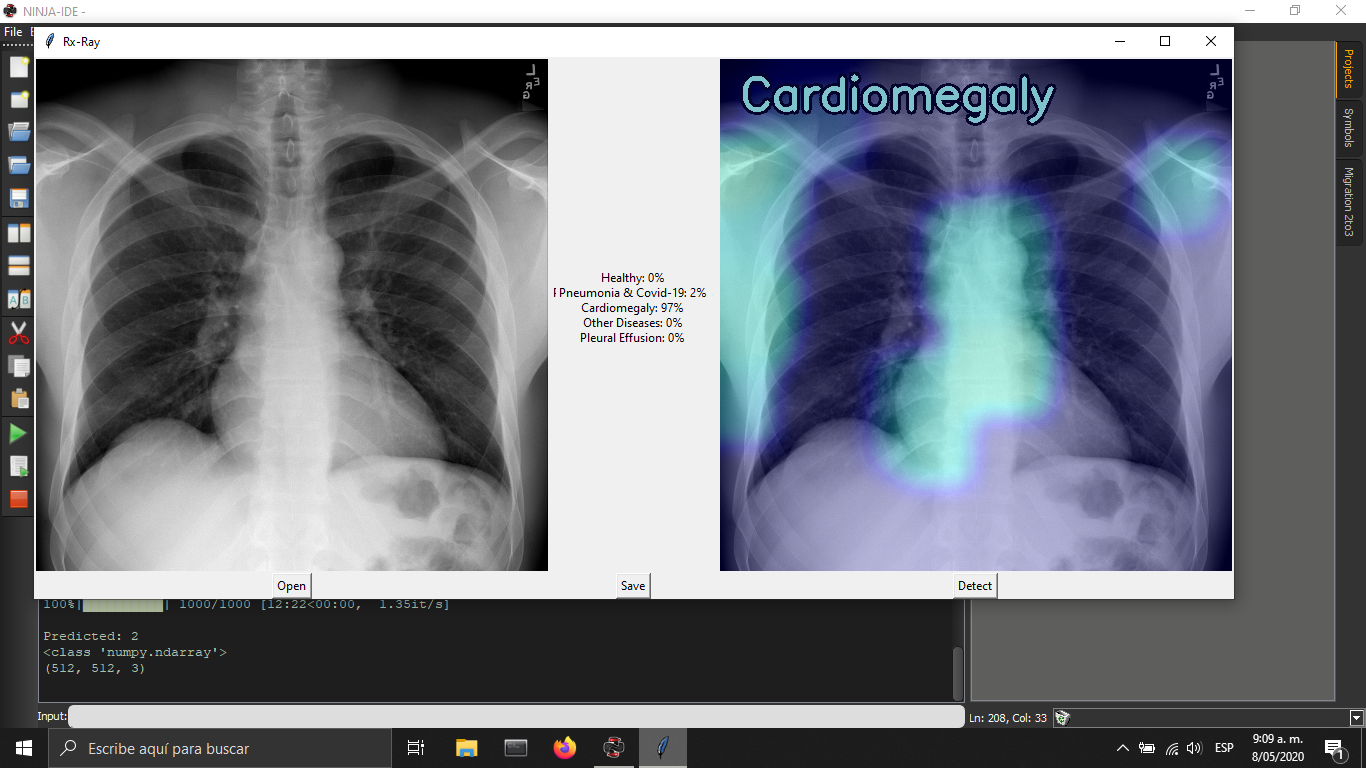 NINJA-IDE -
File
Rx-Ray
L
Cardiomegaly
L
Healthy: 0%
Pneumonia & Covid-19: 2%
Cardiomegaly: 97%
Other Diseases: 0%
Pleural Effusion: 0%
Open
Save
Detect
Projects
Symbols
Migration 2to3
100%| | 1000/1000 [12:22<00:00, 1.35it/s]
Predicted: 2
<class 'numpy.ndarray'>
(512, 512, 3)
Input:
Ln: 208, Col: 33
Escribe aquí para buscar
ESP
9:09 a. m.
8/05/2020
1